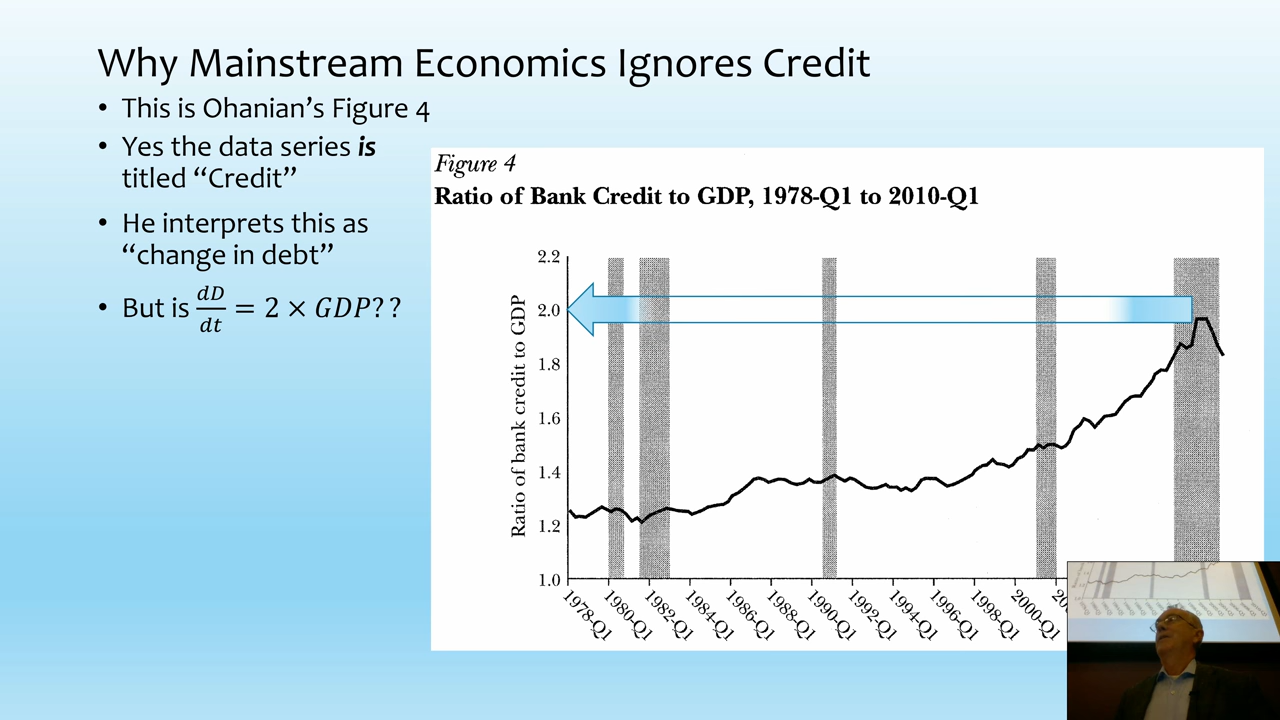 Why Mainstream Economics Ignores Credit
• This is Ohanian's Figure 4
• Yes the data series is
titled “Credit”
• He interprets this as
“change in debt”
• But is dD/dt = 2 × GDP??
Figure 4
Ratio of Bank Credit to GDP, 1978-Q1 to 2010-Q1
Ratio of bank credit to GDP
2.2
2.0
1.8
1.6
1.4
1.2
1.0
1978-Q1
1980-Q1
1982-Q1
1984-Q1
1986-Q1
1988-Q1
1990-Q1
1992-Q1
1994-Q1
1996-Q1
1998-Q1
2000-Q1